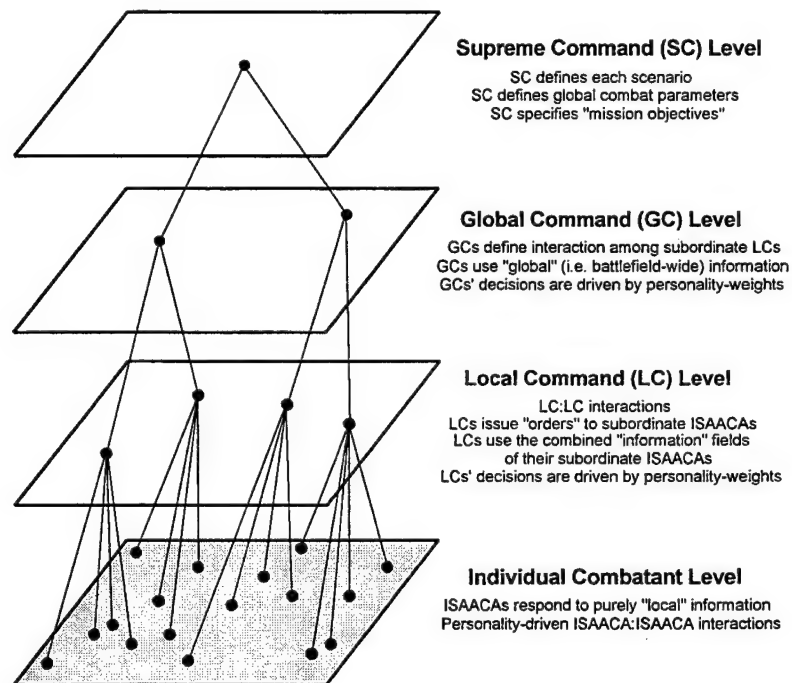 Supreme Command (SC) Level
SC defines each scenario
SC defines global combat parameters
SC specifies "mission objectives"
Global Command (GC) Level
GCs define interaction among subordinate LCs
GCs use "global" (i.e. battlefield-wide) information
GCs' decisions are driven by personality-weights
Local Command (LC) Level
LC:LC interactions
LCs issue "orders" to subordinate ISAACAs
LCs use the combined "information" fields
of their subordinate ISAACAs
LCs' decisions are driven by personality-weights
Individual Combatant Level
ISAACAs respond to purely "local" information
Personality-driven ISAACA:ISAACA interactions